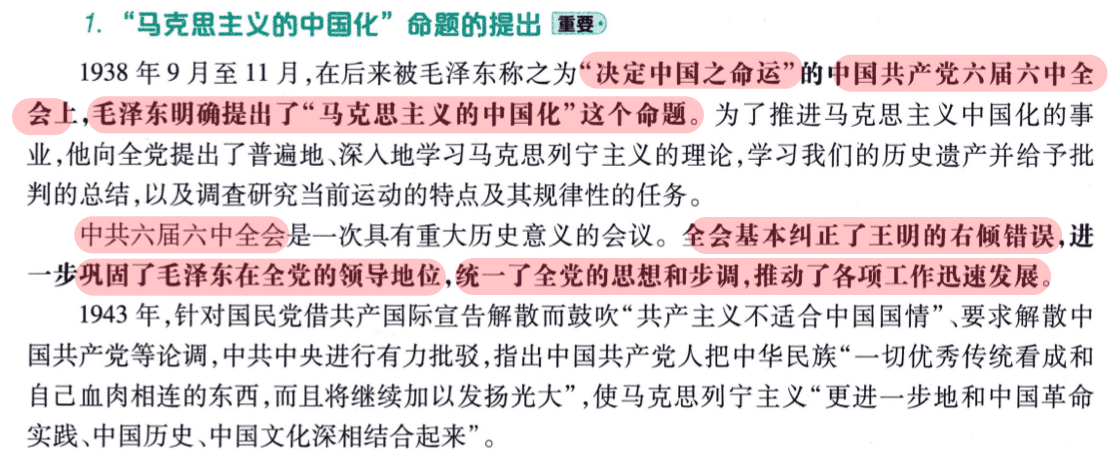 1. “马克思主义的中国化”命题的提出 重要
1938 年 9 月至 11 月,在后来被毛泽东称之为“决定中国之命运”的中国共产党六届六中全
会上,毛泽东明确提出了“马克思主义的中国化”这个命题。为了推进马克思主义中国化的事
业,他向全党提出了普遍地、深入地学习马克思列宁主义的理论,学习我们的历史遗产并给予批
判的总结,以及调查研究当前运动的特点及其规律性的任务。
中共六届六中全会是一次具有重大历史意义的会议。全会基本纠正了王明的右倾错误,进
一步巩固了毛泽东在全党的领导地位,统一了全党的思想和步调,推动了各项工作迅速发展。
1943 年,针对国民党借共产国际宣告解散而鼓吹“共产主义不适合中国国情”、要求解散中
国共产党等论调,中共中央进行有力批驳,指出中国共产党人把中华民族“一切优秀传统看成和
自己血肉相连的东西,而且将继续加以发扬光大”,使马克思列宁主义“更进一步地和中国革命
实践、中国历史、中国文化深相结合起来”。